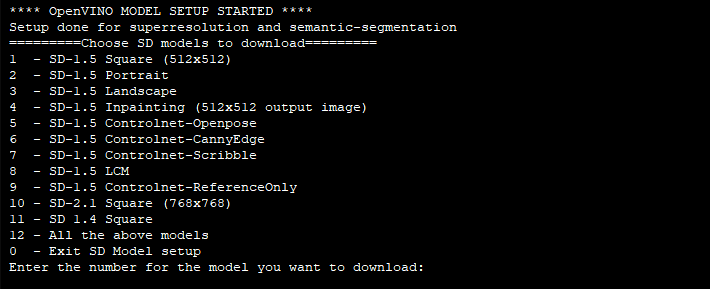 **** OpenVINO MODEL SETUP STARTED ****
Setup done for superresolution and semantic-segmentation
=========Choose SD models to download=========
1  - SD-1.5 Square (512x512)
2  - SD-1.5 Portrait
3  - SD-1.5 Landscape
4  - SD-1.5 Inpainting (512x512 output image)
5  - SD-1.5 Controlnet-Openpose
6  - SD-1.5 Controlnet-CannyEdge
7  - SD-1.5 Controlnet-Scribble
8  - SD-1.5 LCM
9  - SD-1.5 Controlnet-ReferenceOnly
10 - SD-2.1 Square (768x768)
11 - SD 1.4 Square
12 - All the above models
0  - Exit SD Model setup
Enter the number for the model you want to download: